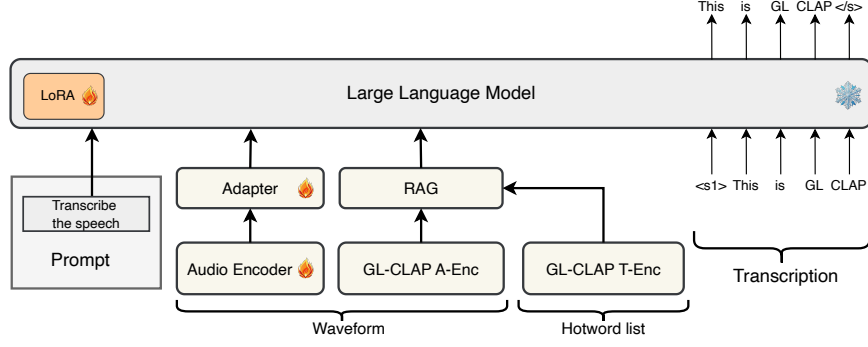 This is GL CLAP </s>
LoRA
Large Language Model
Adapter
RAG
<s1> This is GL CLAP
Transcribe
the speech
Prompt
Audio Encoder
GL-CLAP A-Enc
GL-CLAP T-Enc
Transcription
Waveform
Hotword list